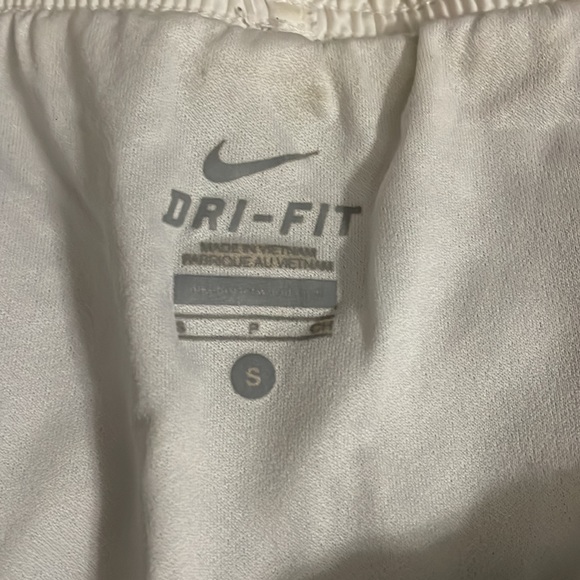 DRI-FIT
MADE IN VIETNAM
FABRIQUE AU VIETNAM
S P CH
S